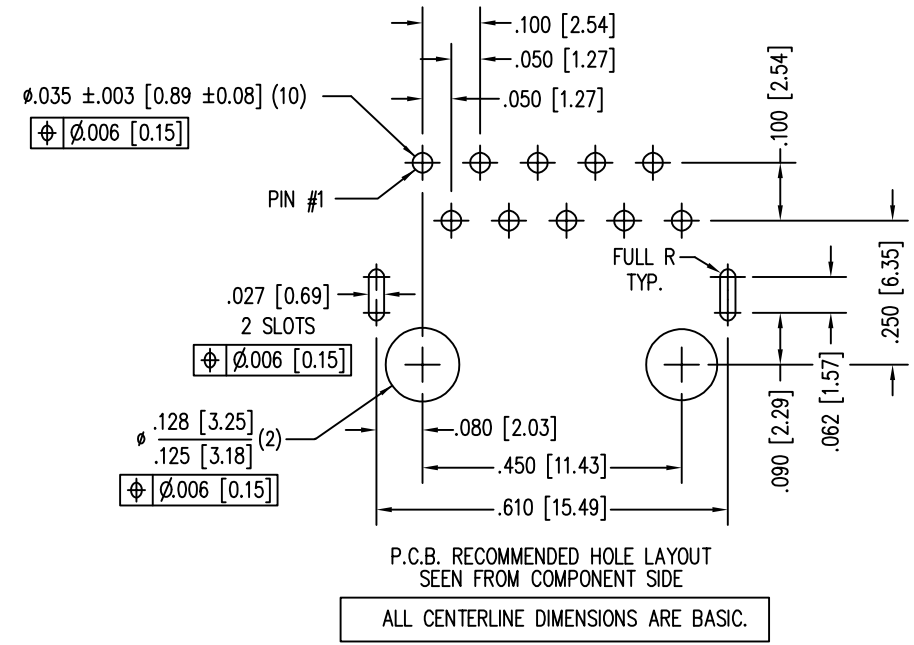 .100 [2.54]
.050 [1.27]
.050 [1.27]
.100 [2.54]
⌀.035 ±.003 [0.89 ±0.08] (10)
⌖ ⌀.006 [0.15]
PIN #1
FULL R
TYP.
.250 [6.35]
.027 [0.69]
2 SLOTS
⌖ ⌀.006 [0.15]
.062 [1.57]
.090 [2.29]
⌀ .128 [3.25]
.125 [3.18]
(2)
⌖ ⌀.006 [0.15]
.080 [2.03]
.450 [11.43]
.610 [15.49]
P.C.B. RECOMMENDED HOLE LAYOUT
SEEN FROM COMPONENT SIDE
ALL CENTERLINE DIMENSIONS ARE BASIC.